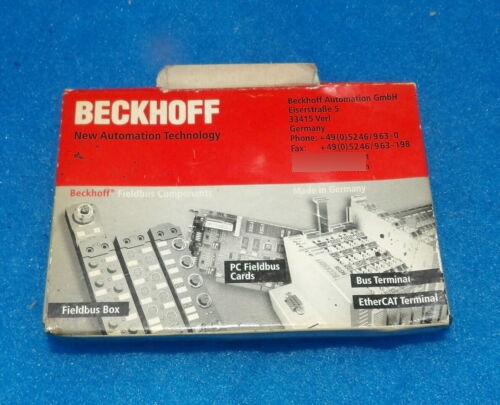 BECKHOFF
New Automation Technology
Beckhoff Automation GmbH
Eiserstraße 5
33415 Verl
Germany
Phone: +49(0)5246/963-0
Fax: +49(0)5246/963-198
Beckhoff® Fieldbus Components
Made in Germany
Fieldbus Box
PC Fieldbus
Cards
Bus Terminal
EtherCAT Terminal